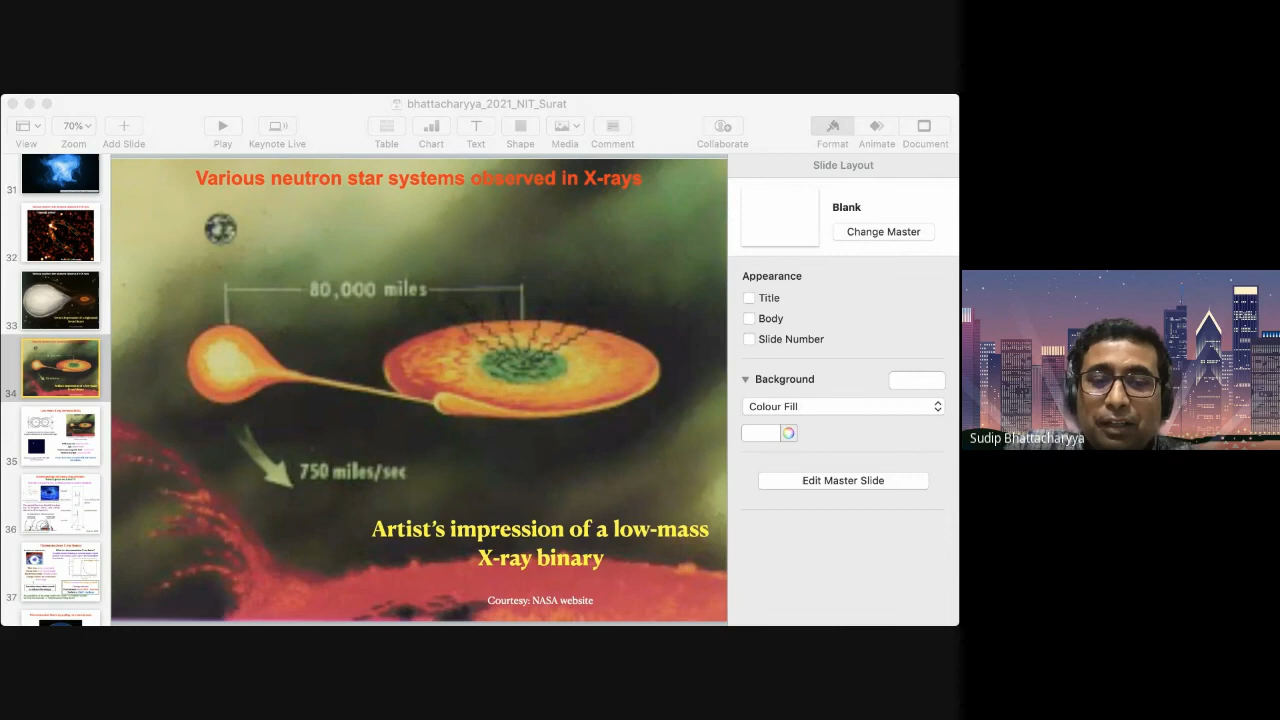 bhattacharyya_2021_NIT_Surat
70%
View
Zoom
Add Slide
Play
Keynote Live
Table
Chart
Text
Shape
Media
Comment
Collaborate
Format
Animate
Document
31
32
33
34
35
36
37
Various neutron star systems observed in X-rays
80,000 miles
750 miles/sec
Artist's impression of a low-mass
X-ray binary
Courtesy: NASA website
Slide Layout
Blank
Change Master
Appearance
Title
Body
Slide Number
Background
Colour Fill
Edit Master Slide
Sudip Bhattacharyya